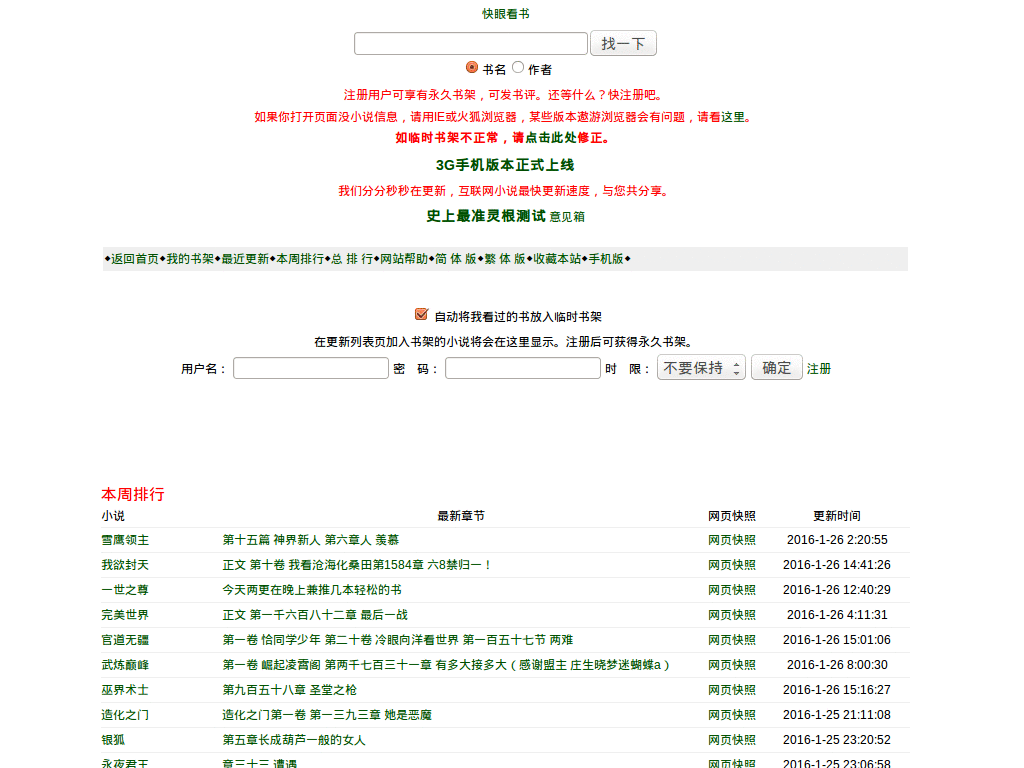 快眼看书
找一下
书名 作者
注册用户可享有永久书架，可发书评。还等什么？快注册吧。
如果你打开页面没小说信息，请用IE或火狐浏览器，某些版本遨游浏览器会有问题，请看这里。
如临时书架不正常，请点击此处修正。
3G手机版本正式上线
我们分分秒秒在更新，互联网小说最快更新速度，与您共分享。
史上最准灵根测试 意见箱
◆返回首页◆我的书架◆最近更新◆本周排行◆总 排 行◆网站帮助◆简 体 版◆繁 体 版◆收藏本站◆手机版◆
自动将我看过的书放入临时书架
在更新列表页加入书架的小说将会在这里显示。注册后可获得永久书架。
用户名： 密 码： 时 限： 不要保持 确定 注册
本周排行
小说 最新章节 网页快照 更新时间
雪鹰领主 第十五篇 神界新人 第六章人 羡慕 网页快照 2016-1-26 2:20:55
我欲封天 正文 第十卷 我看沧海化桑田第1584章 六8禁归一！ 网页快照 2016-1-26 14:41:26
一世之尊 今天两更在晚上兼推几本轻松的书 网页快照 2016-1-26 12:40:29
完美世界 正文 第一千六百八十二章 最后一战 网页快照 2016-1-26 4:11:31
官道无疆 第一卷 恰同学少年 第二十卷 冷眼向洋看世界 第一百五十七节 两难 网页快照 2016-1-26 15:01:06
武炼巅峰 第一卷 崛起凌霄阁 第两千七百三十一章 有多大接多大（感谢盟主 庄生晓梦迷蝴蝶a） 网页快照 2016-1-26 8:00:30
巫界术士 第九百五十八章 圣堂之枪 网页快照 2016-1-26 15:16:27
造化之门 造化之门第一卷 第一三九三章 她是恶魔 网页快照 2016-1-25 21:11:08
银狐 第五章长成葫芦一般的女人 网页快照 2016-1-25 23:20:52
永夜君王 章三十三 遭遇 网页快照 2016-1-25 23:06:58